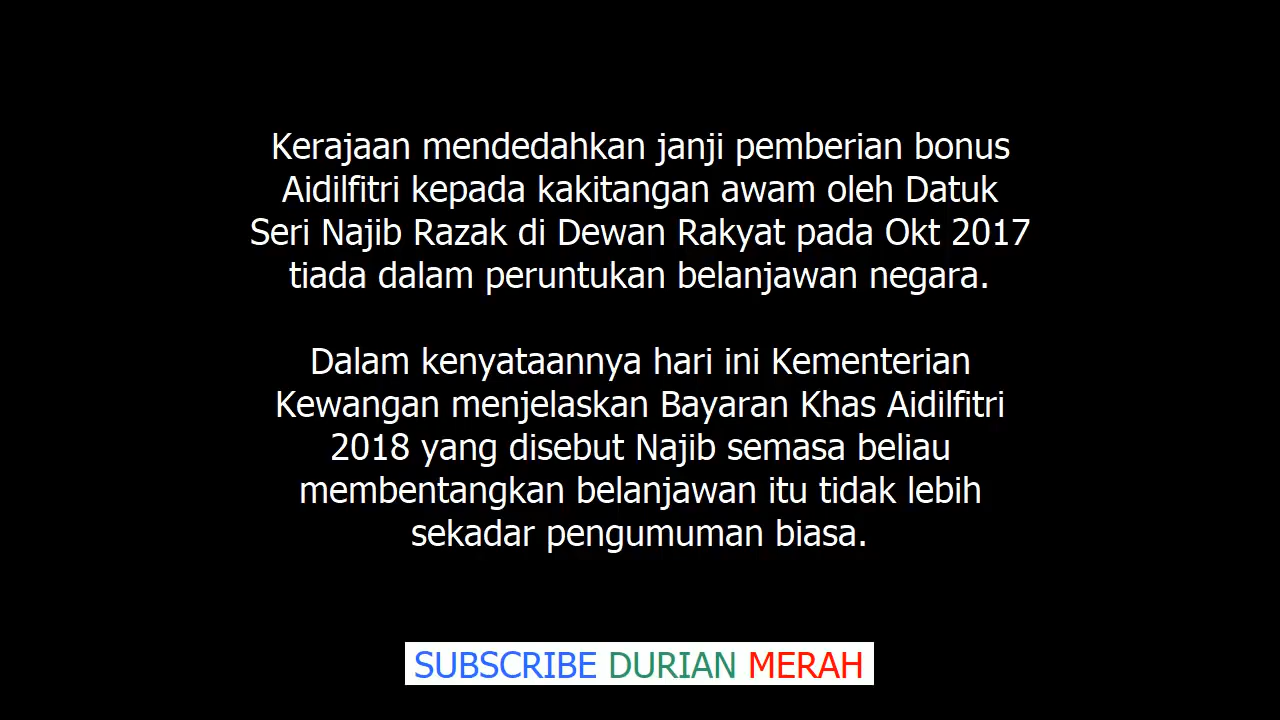 Kerajaan mendedahkan janji pemberian bonus
Aidilfitri kepada kakitangan awam oleh Datuk
Seri Najib Razak di Dewan Rakyat pada Okt 2017
tiada dalam peruntukan belanjawan negara.
Dalam kenyataannya hari ini Kementerian
Kewangan menjelaskan Bayaran Khas Aidilfitri
2018 yang disebut Najib semasa beliau
membentangkan belanjawan itu tidak lebih
sekadar pengumuman biasa.
SUBSCRIBE DURIAN MERAH